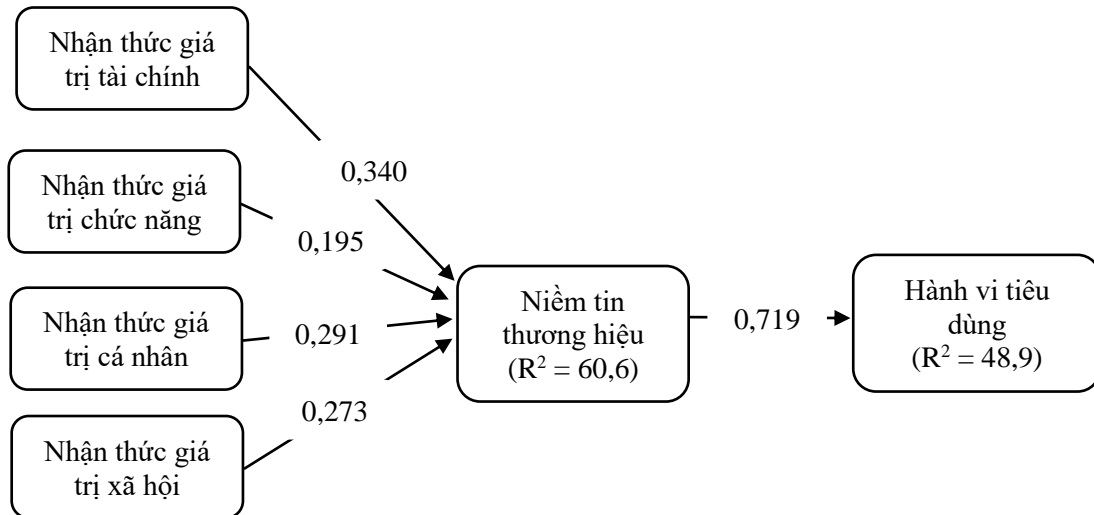 Nhận thức giá
trị tài chính
0,340
Nhận thức giá
trị chức năng
0,195
Nhận thức giá
trị cá nhân
0,291
Nhận thức giá
trị xã hội
0,273
Niềm tin
thương hiệu
(R² = 60,6)
0,719
Hành vi tiêu
dùng
(R² = 48,9)